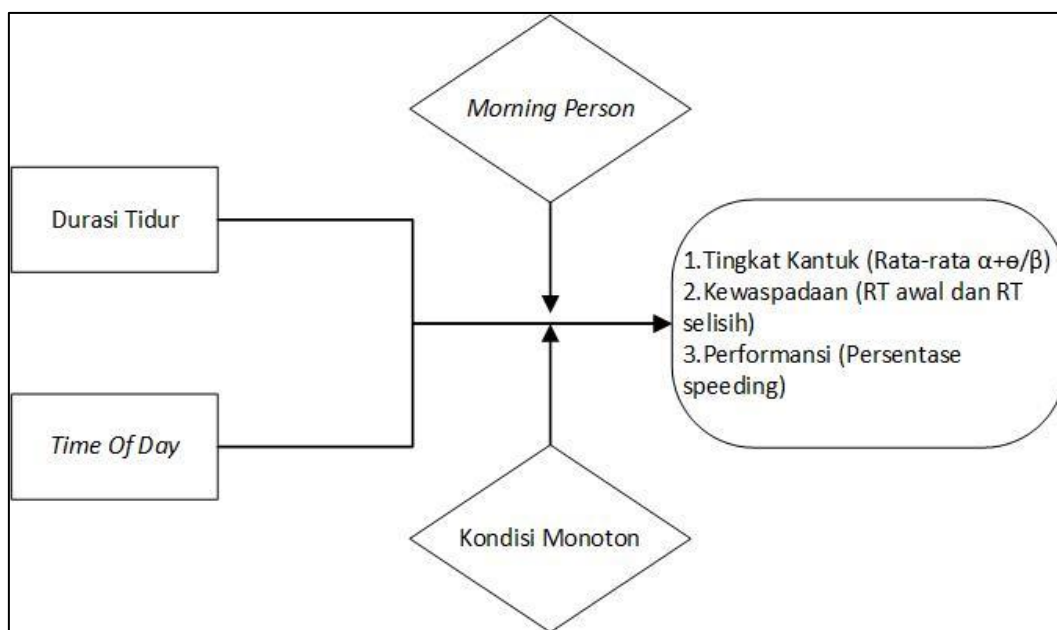 Morning Person
Durasi Tidur
1.Tingkat Kantuk (Rata-rata α+ɵ/β)
2.Kewaspadaan (RT awal dan RT
selisih)
3.Performansi (Persentase
speeding)
Time Of Day
Kondisi Monoton